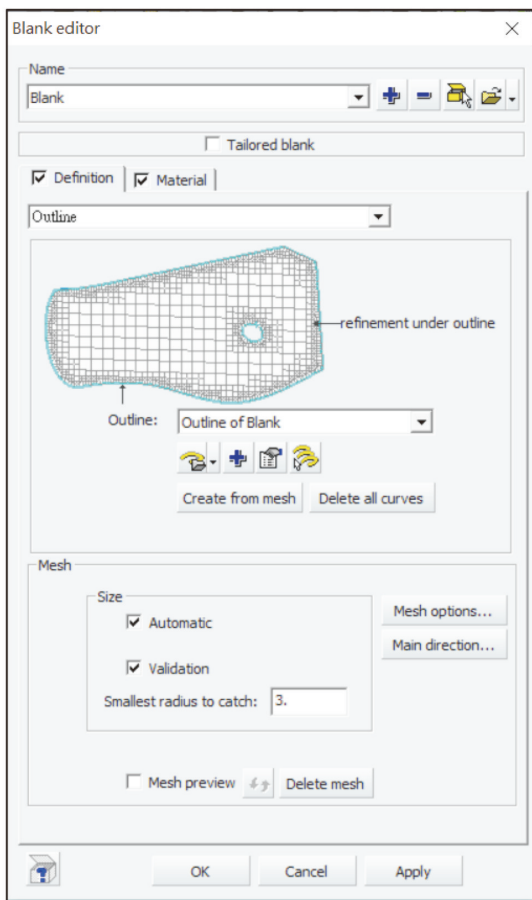 Blank editor
Name
Blank
Tailored blank
Definition
Material
Outline
refinement under outline
Outline:
Outline of Blank
Create from mesh
Delete all curves
Mesh
Size
Automatic
Mesh options...
Main direction...
Validation
Smallest radius to catch:
3.
Mesh preview
Delete mesh
?
OK
Cancel
Apply